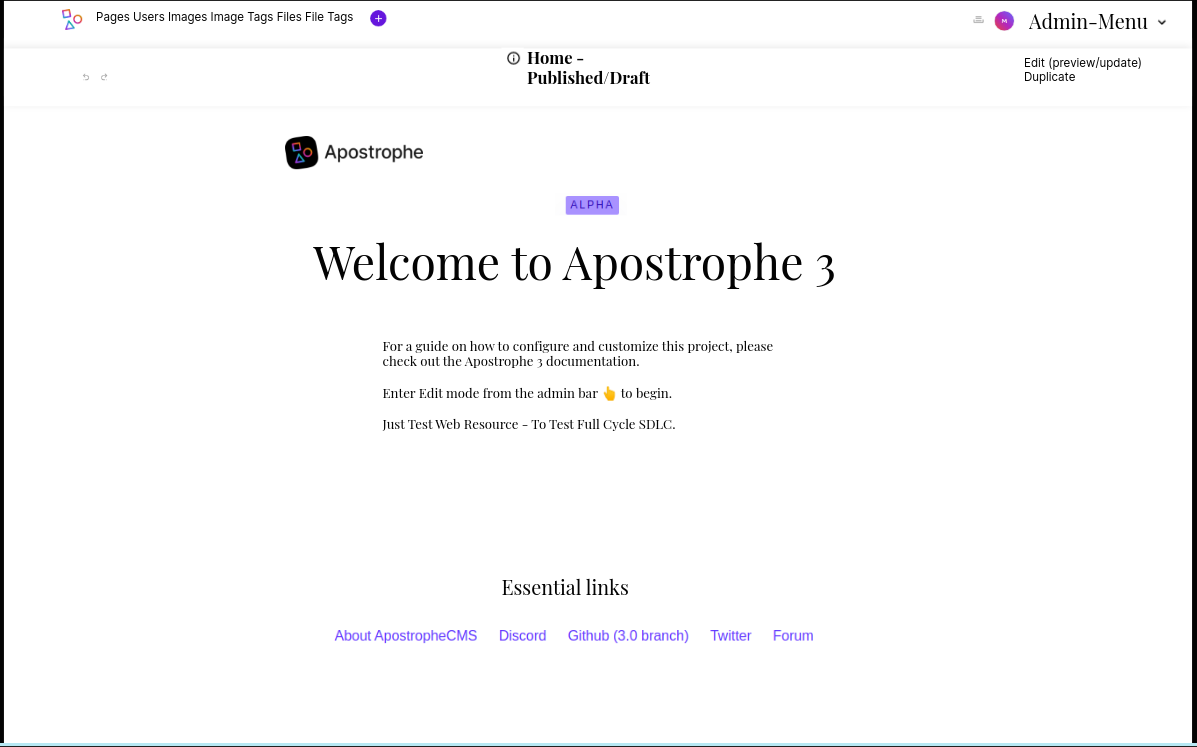 Pages Users Images Image Tags Files File Tags
+
M
Admin-Menu
Home -
Published/Draft
Edit (preview/update)
Duplicate
Apostrophe
ALPHA
Welcome to Apostrophe 3
For a guide on how to configure and customize this project, please
check out the Apostrophe 3 documentation.
Enter Edit mode from the admin bar 👆 to begin.
Just Test Web Resource - To Test Full Cycle SDLC.
Essential links
About ApostropheCMS Discord Github (3.0 branch) Twitter Forum